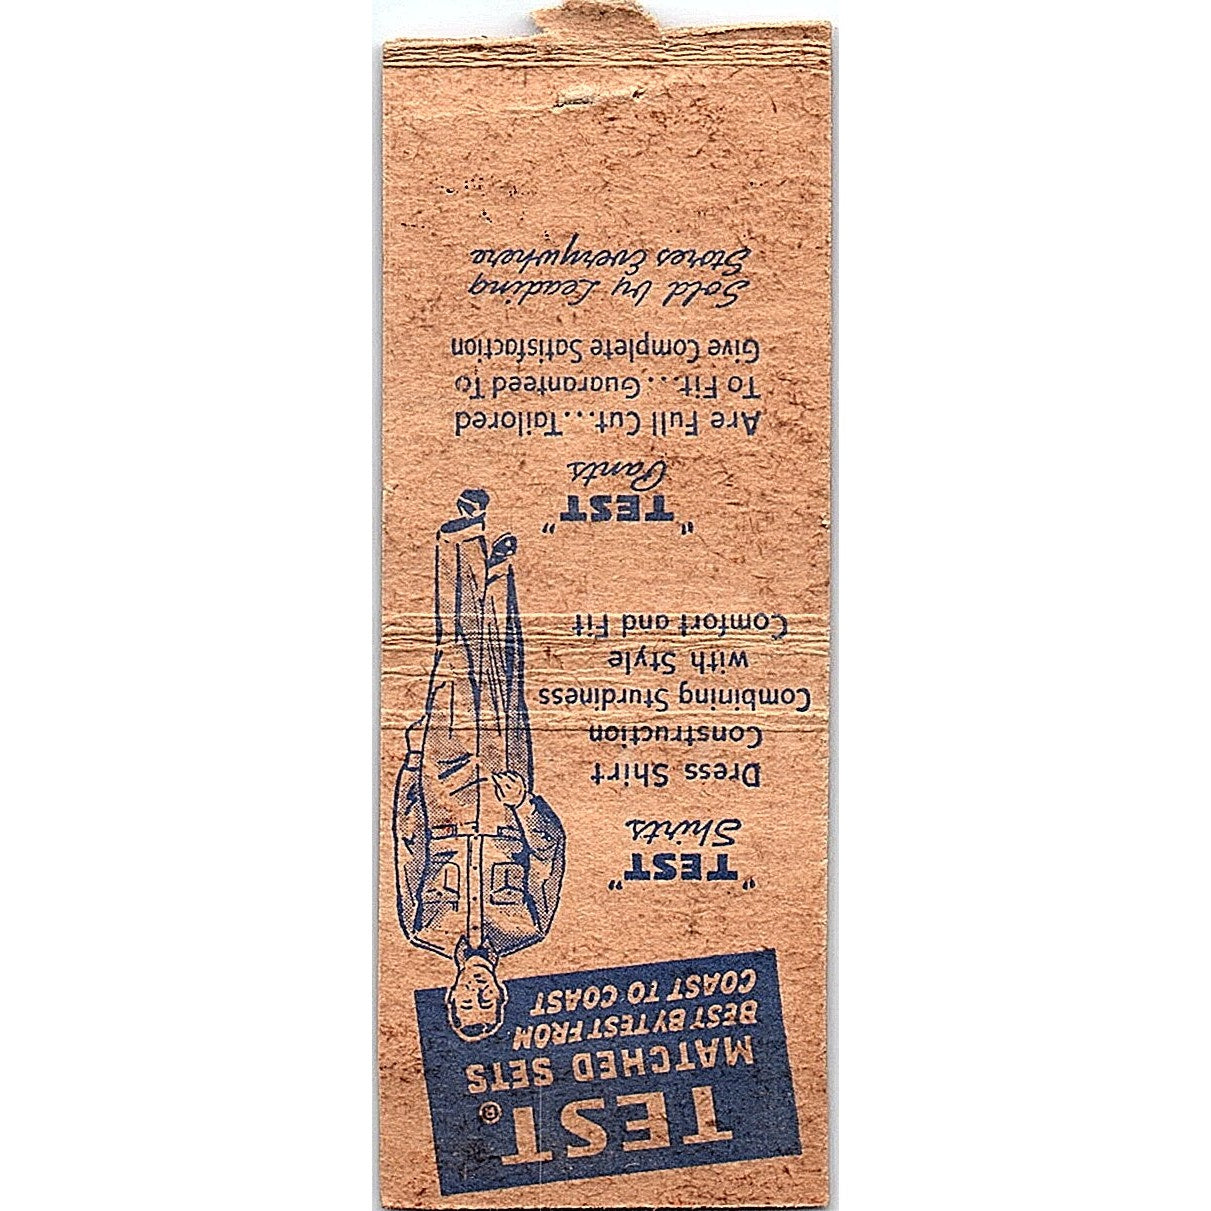 TEST®
MATCHED SETS
BEST BY TEST FROM
COAST TO COAST
"TEST"
Shirts
Dress Shirt
Construction
Combining Sturdiness
with Style
Comfort and Fit
"TEST"
Pants
Are Full Cut...Tailored
To Fit...Guaranteed To
Give Complete Satisfaction
Sold by Leading
Stores Everywhere